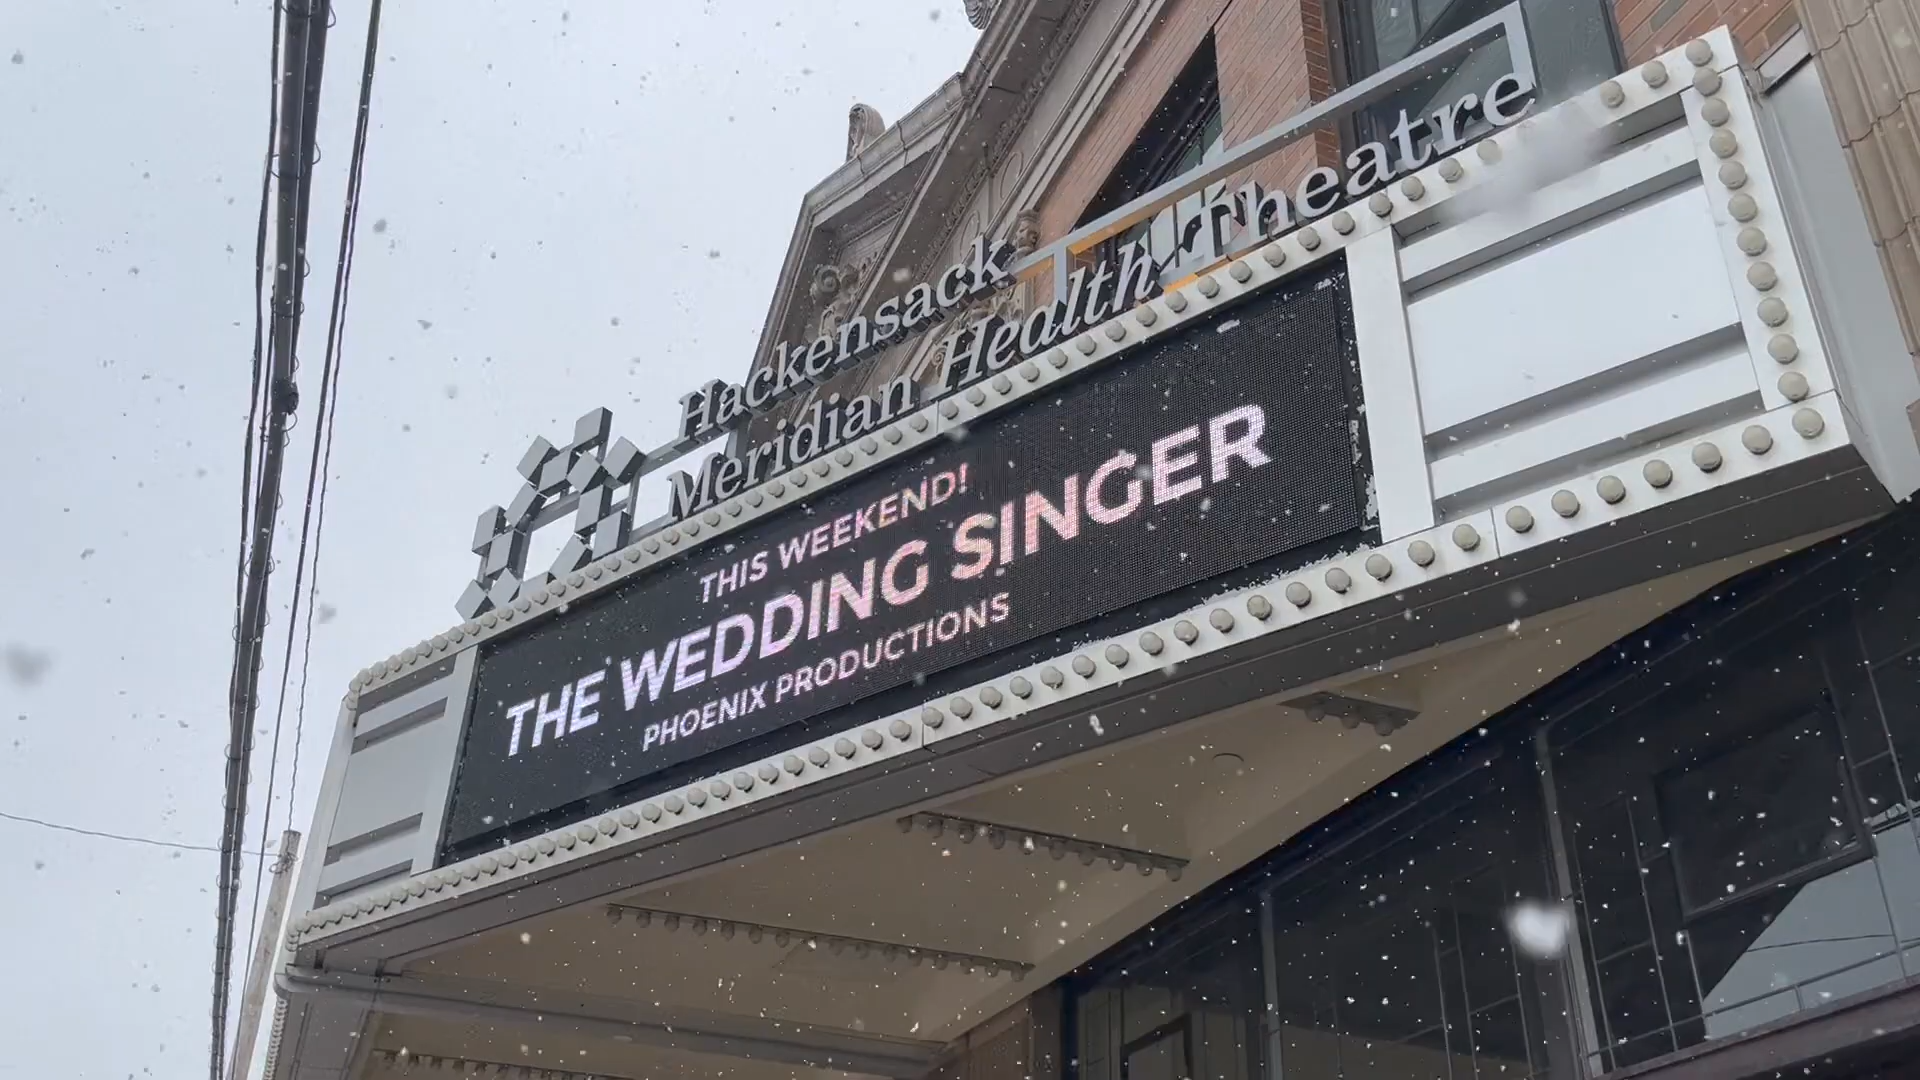 Hackensack
Meridian Health Theatre
THIS WEEKEND!
THE WEDDING SINGER
PHOENIX PRODUCTIONS